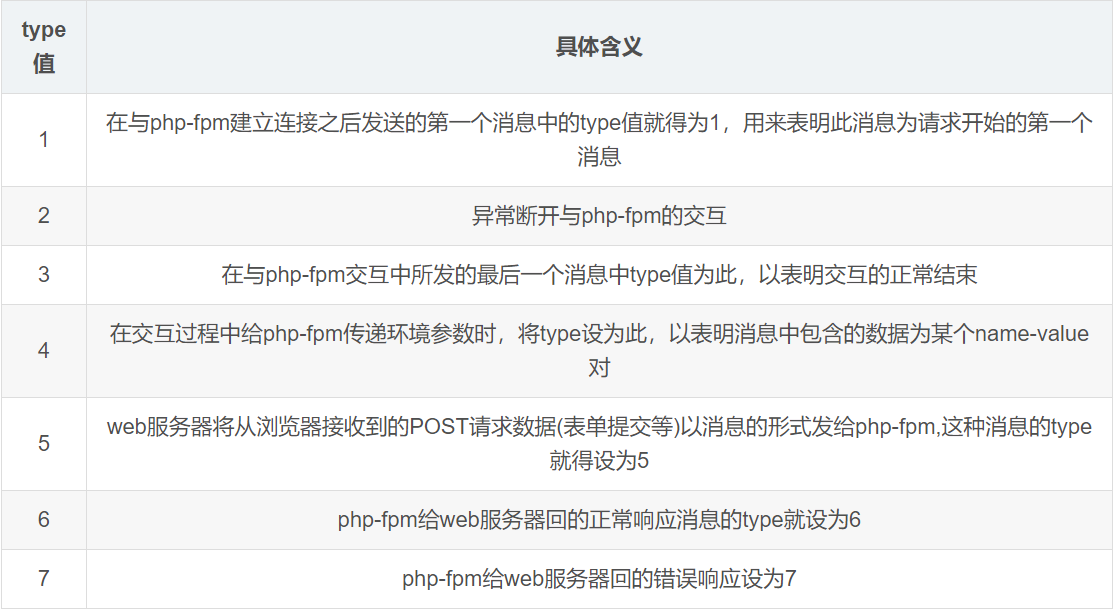 type
值
具体含义
1
在与php-fpm建立连接之后发送的第一个消息中的type值就得为1，用来表明此消息为请求开始的第一个
消息
2
异常断开与php-fpm的交互
3
在与php-fpm交互中所发的最后一个消息中type值为此，以表明交互的正常结束
4
在交互过程中给php-fpm传递环境参数时，将type设为此，以表明消息中包含的数据为某个name-value
对
5
web服务器将从浏览器接收到的POST请求数据(表单提交等)以消息的形式发给php-fpm,这种消息的type
就得设为5
6
php-fpm给web服务器回的正常响应消息的type就设为6
7
php-fpm给web服务器回的错误响应设为7